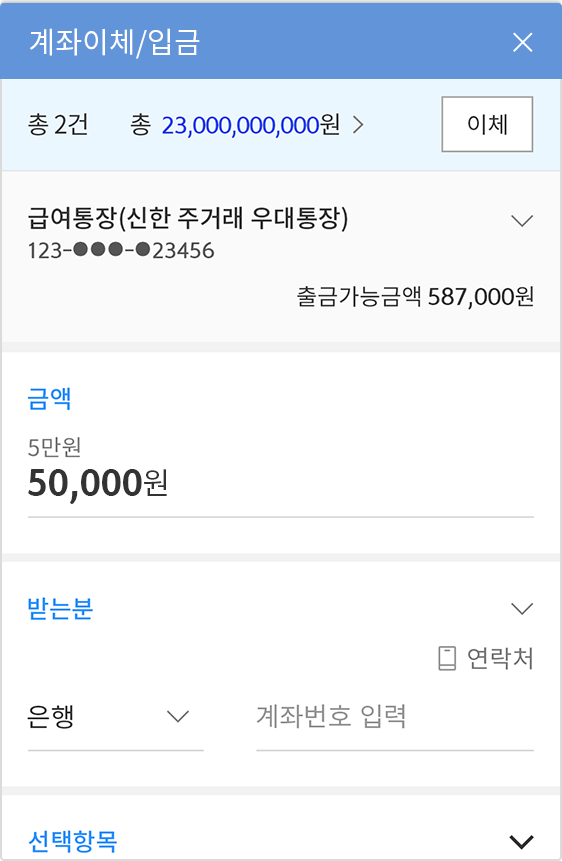 계좌이체/입금
총 2건 총 23,000,000,000원 이체
급여통장(신한 주거래 우대통장)
123-●●●-●23456
출금가능금액 587,000원
금액
5만원
50,000원
받는분
연락처
은행 계좌번호 입력
선택항목